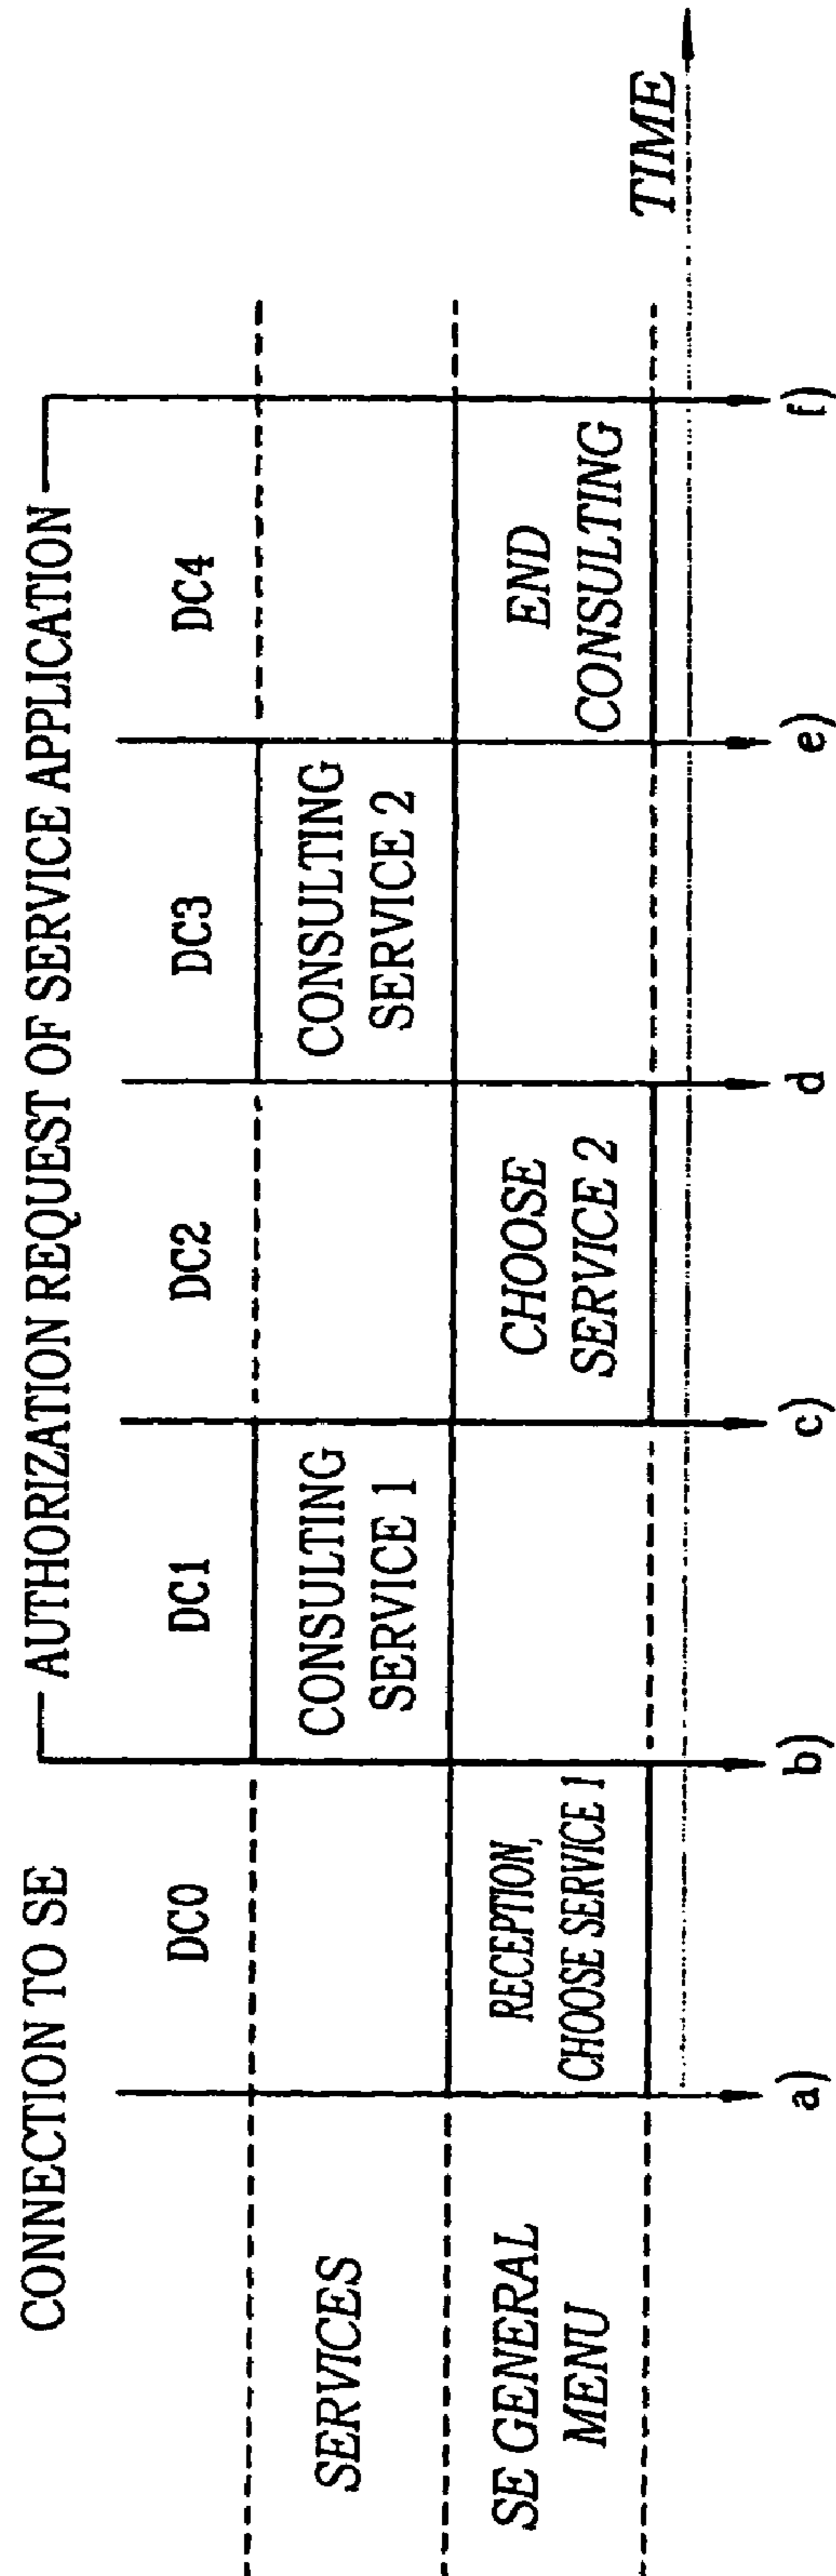 CONNECTION TO SE
AUTHORIZATION REQUEST OF SERVICE APPLICATION
DC0
DC1
DC2
DC3
DC4
SERVICES
CONSULTING
SERVICE 1
CONSULTING
SERVICE 2
SE GENERAL
MENU
RECEPTION,
CHOOSE SERVICE 1
CHOOSE
SERVICE 2
END
CONSULTING
TIME
a)
b)
c)
d
e)
f)